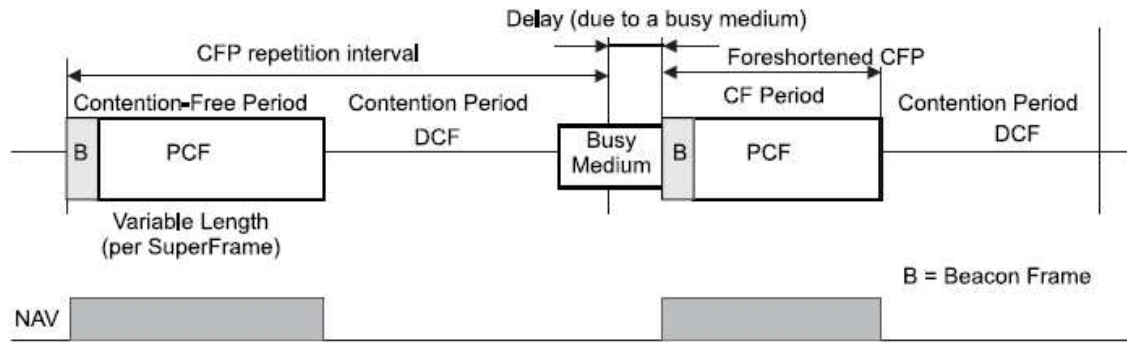 Delay (due to a busy medium)
CFP repetition interval
Foreshortened CFP
Contention-Free Period
Contention Period
CF Period
Contention Period
B
PCF
DCF
Busy
Medium
B
PCF
DCF
Variable Length
(per SuperFrame)
B = Beacon Frame
NAV